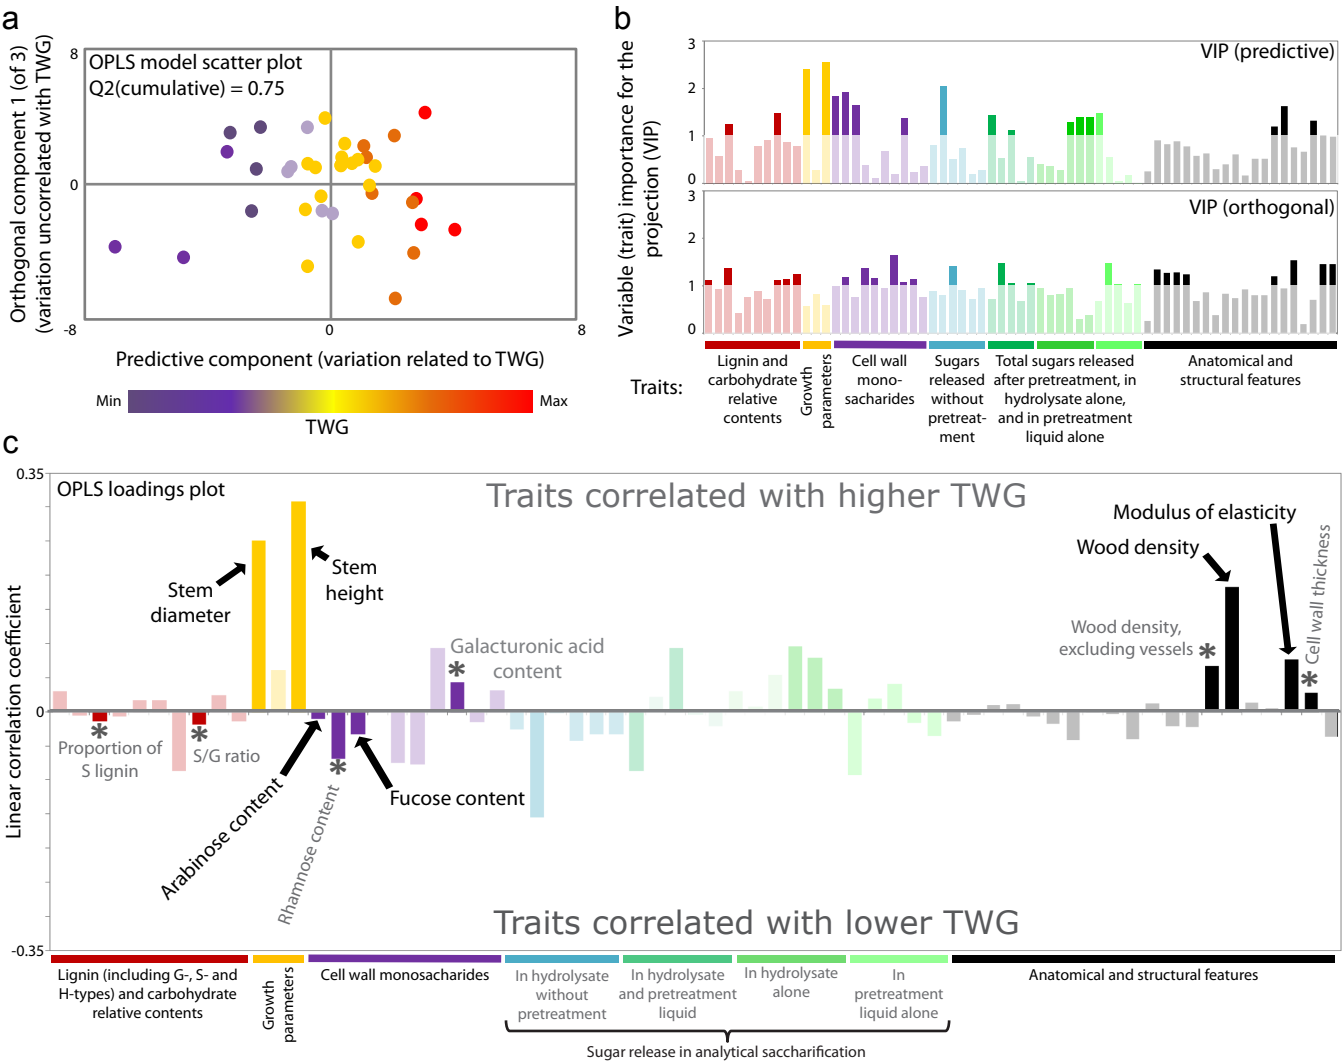 a
OPLS model scatter plot
Q2(cumulative) = 0.75
Orthogonal component 1 (of 3)
(variation uncorrelated with TWG)
8
0
-8
0
8
Predictive component (variation related to TWG)
Min
Max
TWG
b
Variable (trait) importance for the
projection (VIP)
3
VIP (predictive)
2
1
0
3
VIP (orthogonal)
2
1
0
Traits:
Lignin and
carbohydrate
relative
contents
Growth
parameters
Cell wall
mono-
sacharides
Sugars
released
without
pretreat-
ment
Total sugars released
after pretreatment, in
hydrolysate alone,
and in pretreatment
liquid alone
Anatomical and
structural features
c
0.35
OPLS loadings plot
Traits correlated with higher TWG
Linear correlation coefficient
0
-0.35
Stem
diameter
Stem
height
Galacturonic acid
content
*
Modulus of elasticity
Wood density
Wood density,
excluding vessels
*
*
Cell wall thickness
*
Proportion of
S lignin
*
S/G ratio
Arabinose content
*
Rhamnose content
Fucose content
Traits correlated with lower TWG
Lignin (including G-, S- and
H-types) and carbohydrate
relative contents
Growth
parameters
Cell wall monosacharides
In hydrolysate
without
pretreatment
In hydrolysate
and pretreatment
liquid
In hydrolysate
alone
In
pretreatment
liquid alone
Anatomical and structural features
Sugar release in analytical saccharification